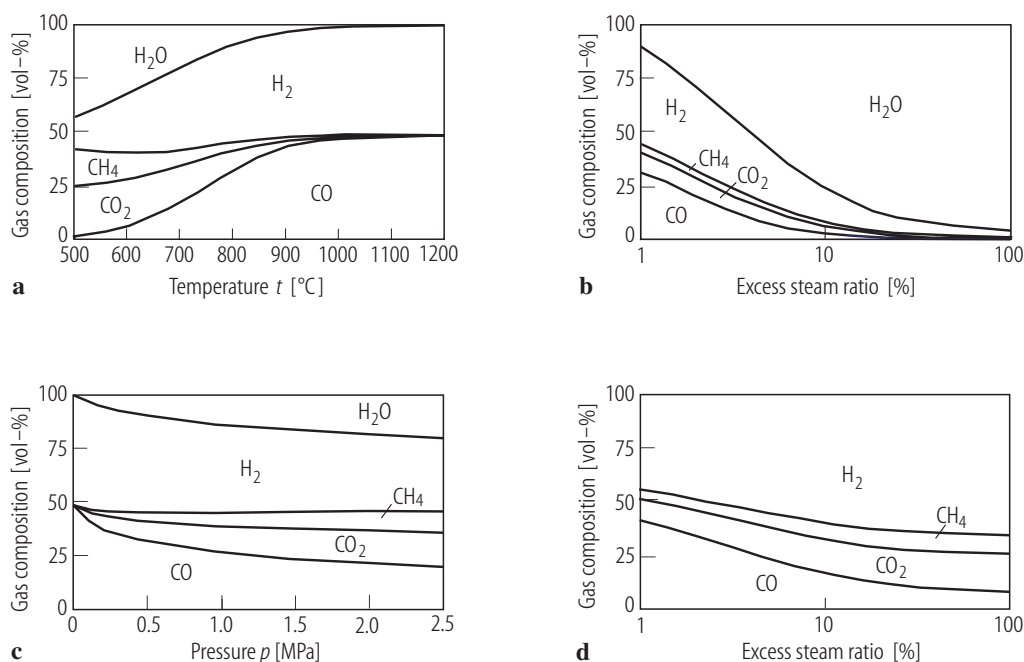 100
75
50
25
0
Gas composition [vol–%]
H₂O
H₂
CH₄
CO₂
CO
500 600 700 800 900 1000 1100 1200
a Temperature t [°C]
100
75
50
25
0
Gas composition [vol–%]
H₂
H₂O
CH₄
CO₂
CO
1 10 100
b Excess steam ratio [%]
100
75
50
25
0
Gas composition [vol–%]
H₂O
H₂
CH₄
CO₂
CO
0 0.5 1.0 1.5 2.0 2.5
c Pressure p [MPa]
100
75
50
25
0
Gas composition [vol–%]
H₂
CH₄
CO₂
CO
1 10 100
d Excess steam ratio [%]